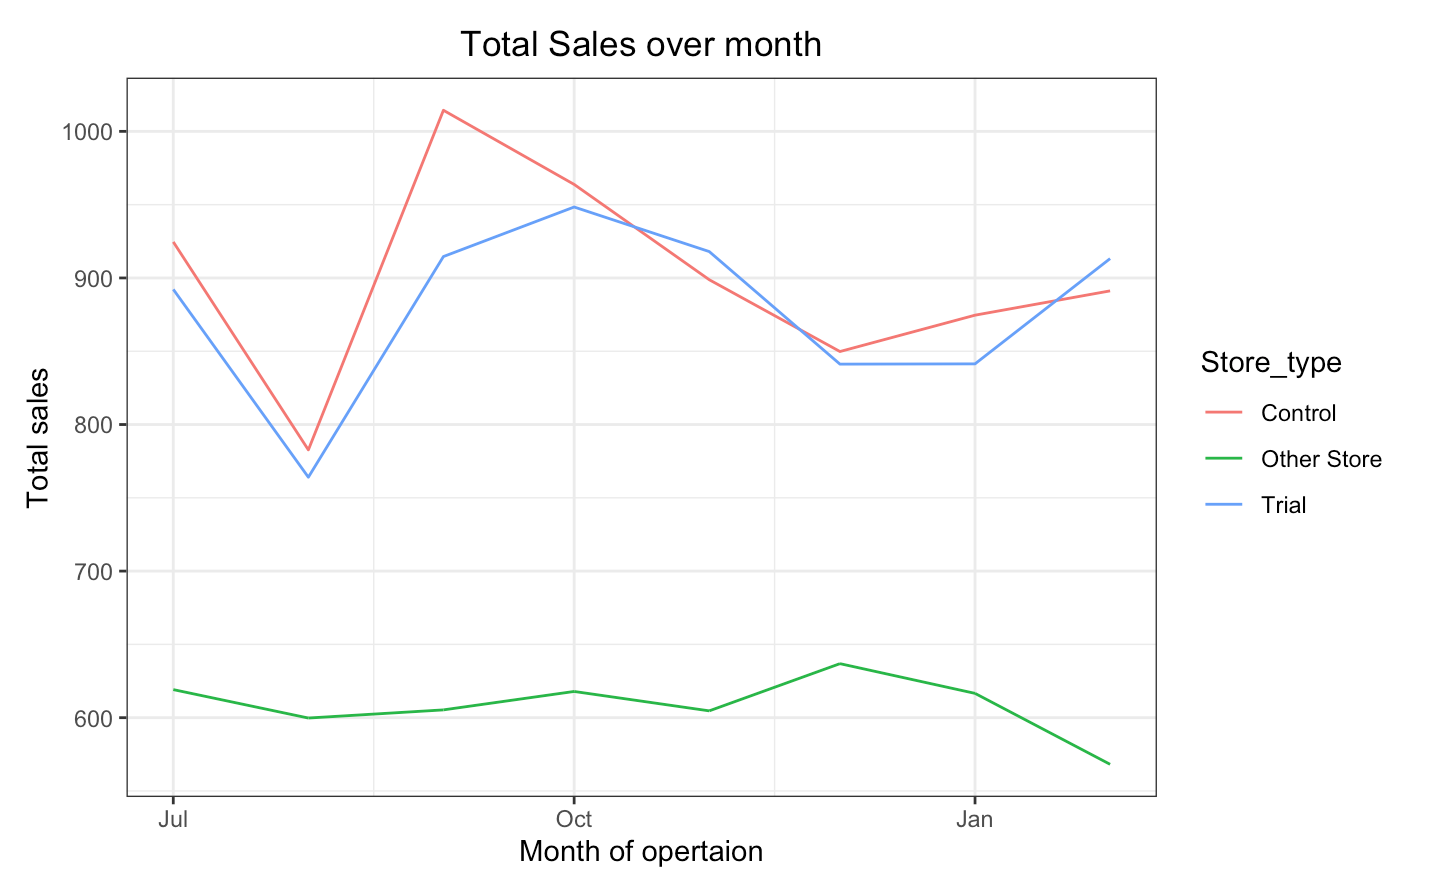 Total Sales over month
1000
900
800
700
600
Total sales
Jul
Oct
Jan
Month of opertaion
Store_type
Control
Other Store
Trial